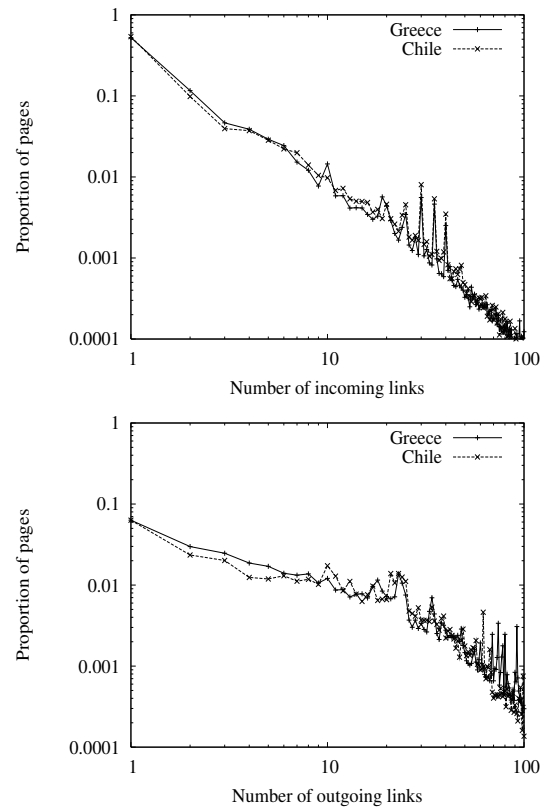 1
Greece
Chile
0.1
Proportion of pages
0.01
0.001
0.0001
1 10 100
Number of incoming links
1
Greece
Chile
0.1
Proportion of pages
0.01
0.001
0.0001
1 10 100
Number of outgoing links